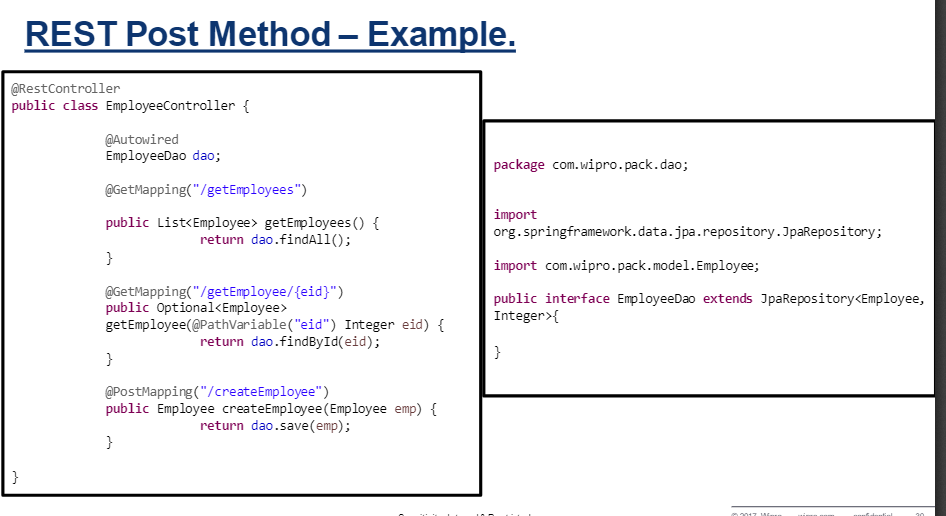 REST Post Method – Example.
@RestController
public class EmployeeController {
@Autowired
EmployeeDao dao;
@GetMapping("/getEmployees")
public List<Employee> getEmployees() {
return dao.findAll();
}
@GetMapping("/getEmployee/{eid}")
public Optional<Employee>
getEmployee(@PathVariable("eid") Integer eid) {
return dao.findById(eid);
}
@PostMapping("/createEmployee")
public Employee createEmployee(Employee emp) {
return dao.save(emp);
}
}
package com.wipro.pack.dao;
import
org.springframework.data.jpa.repository.JpaRepository;
import com.wipro.pack.model.Employee;
public interface EmployeeDao extends JpaRepository<Employee,
Integer>{
}